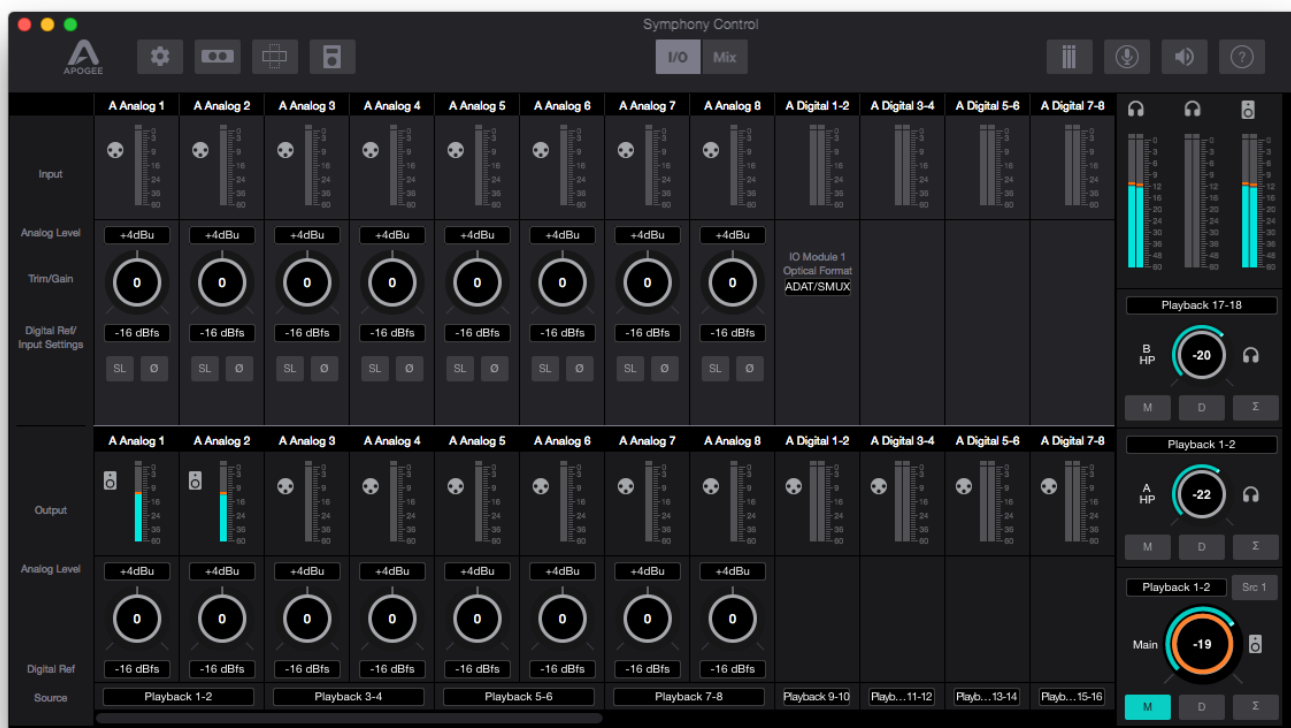 Symphony Control
APOGEE
I/O Mix
?
A Analog 1 A Analog 2 A Analog 3 A Analog 4 A Analog 5 A Analog 6 A Analog 7 A Analog 8 A Digital 1-2 A Digital 3-4 A Digital 5-6 A Digital 7-8
Input
Analog Level +4dBu +4dBu +4dBu +4dBu +4dBu +4dBu +4dBu +4dBu
IO Module 1
Optical Format
ADAT/SMUX
Trim/Gain 0 0 0 0 0 0 0 0
Digital Ref/
Input Settings
-16 dBfs -16 dBfs -16 dBfs -16 dBfs -16 dBfs -16 dBfs -16 dBfs -16 dBfs
SL Ø SL Ø SL Ø SL Ø SL Ø SL Ø SL Ø SL Ø
A Analog 1 A Analog 2 A Analog 3 A Analog 4 A Analog 5 A Analog 6 A Analog 7 A Analog 8 A Digital 1-2 A Digital 3-4 A Digital 5-6 A Digital 7-8
Output
Analog Level +4dBu +4dBu +4dBu +4dBu +4dBu +4dBu +4dBu +4dBu
0 0 0 0 0 0 0 0
Digital Ref -16 dBfs -16 dBfs -16 dBfs -16 dBfs -16 dBfs -16 dBfs -16 dBfs -16 dBfs
Source Playback 1-2 Playback 3-4 Playback 5-6 Playback 7-8 Playback 9-10 Playb...11-12 Playb...13-14 Playb...15-16
Playback 17-18
B
HP
-20
M D Σ
Playback 1-2
A
HP
-22
M D Σ
Playback 1-2 Src 1
Main -19
M D Σ